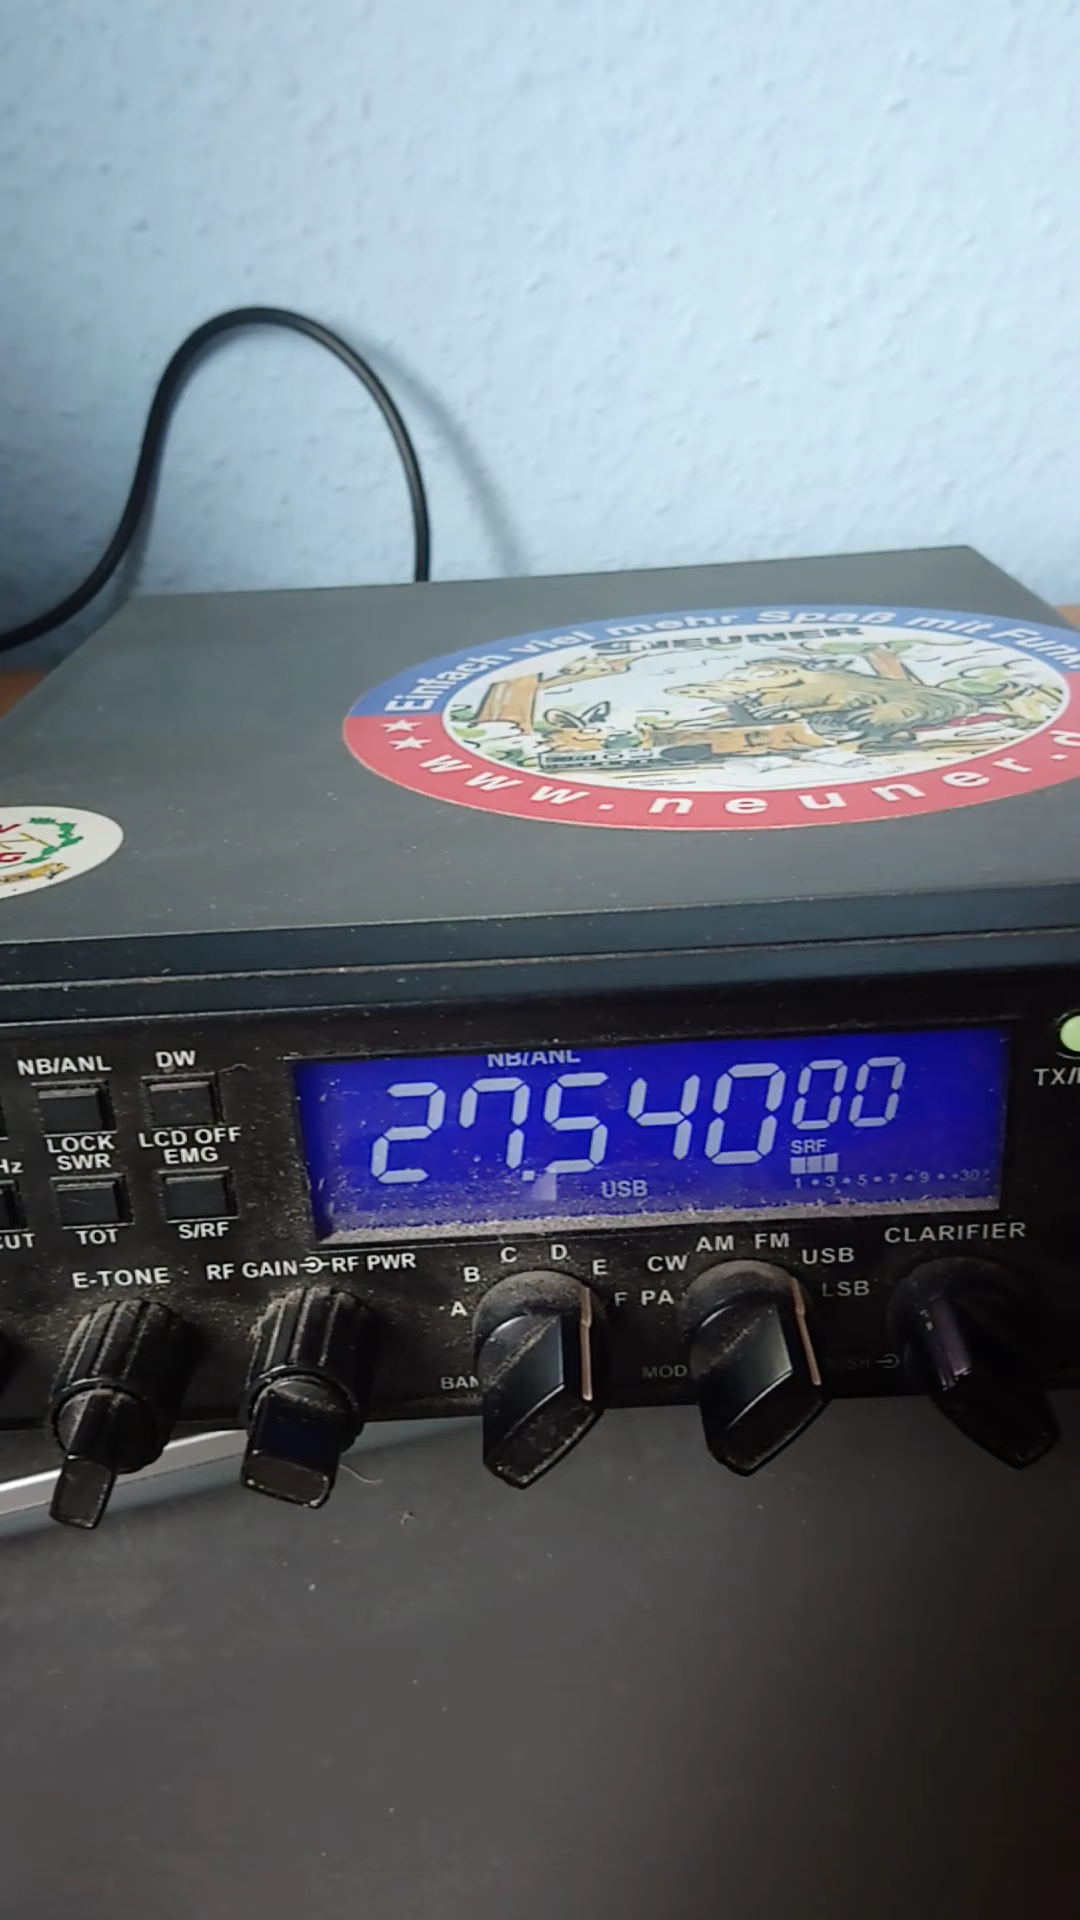 Einfach viel mehr Spaß mit Funk
NEUNER
www.neuner.d
NB/ANL DW
LOCK LCD OFF
SWR EMG
Hz
CUT TOT S/RF
NB/ANL
27.54000
SRF
1 • 3 • 5 • 7 • 9 • +30
USB
TX/
E-TONE RF GAIN RF PWR
A B C D E F
BAN
PA CW AM FM USB LSB
MOD
CLARIFIER